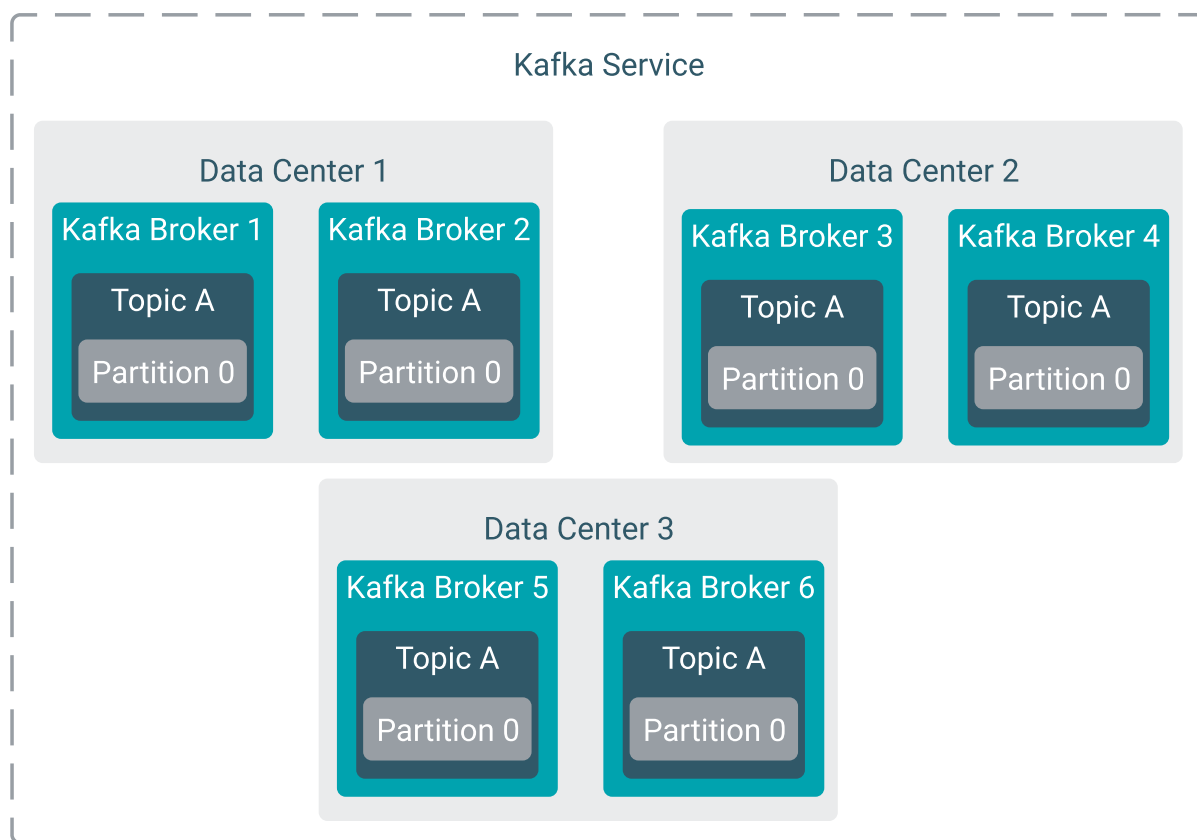 Kafka Service
Data Center 1
Kafka Broker 1
Topic A
Partition 0
Kafka Broker 2
Topic A
Partition 0
Data Center 2
Kafka Broker 3
Topic A
Partition 0
Kafka Broker 4
Topic A
Partition 0
Data Center 3
Kafka Broker 5
Topic A
Partition 0
Kafka Broker 6
Topic A
Partition 0